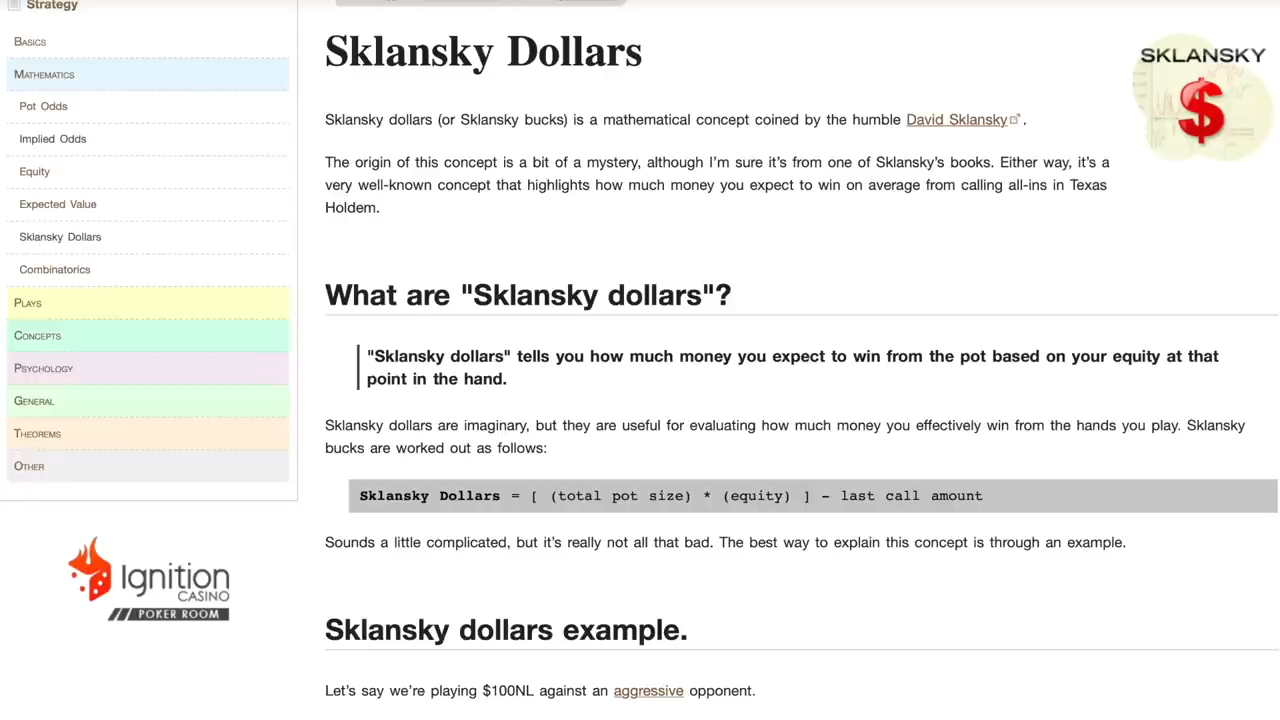 Strategy
BASICS
MATHEMATICS
Pot Odds
Implied Odds
Equity
Expected Value
Sklansky Dollars
Combinatorics
PLAYS
CONCEPTS
PSYCHOLOGY
GENERAL
THEOREMS
OTHER
Ignition
CASINO
POKER ROOM
Sklansky Dollars
SKLANSKY
$
Sklansky dollars (or Sklansky bucks) is a mathematical concept coined by the humble David Sklansky.
The origin of this concept is a bit of a mystery, although I'm sure it's from one of Sklansky's books. Either way, it's a
very well-known concept that highlights how much money you expect to win on average from calling all-ins in Texas
Holdem.
What are "Sklansky dollars"?
"Sklansky dollars" tells you how much money you expect to win from the pot based on your equity at that
point in the hand.
Sklansky dollars are imaginary, but they are useful for evaluating how much money you effectively win from the hands you play. Sklansky
bucks are worked out as follows:
Sklansky Dollars = [ (total pot size) * (equity) ] - last call amount
Sounds a little complicated, but it's really not all that bad. The best way to explain this concept is through an example.
Sklansky dollars example.
Let's say we're playing $100NL against an aggressive opponent.